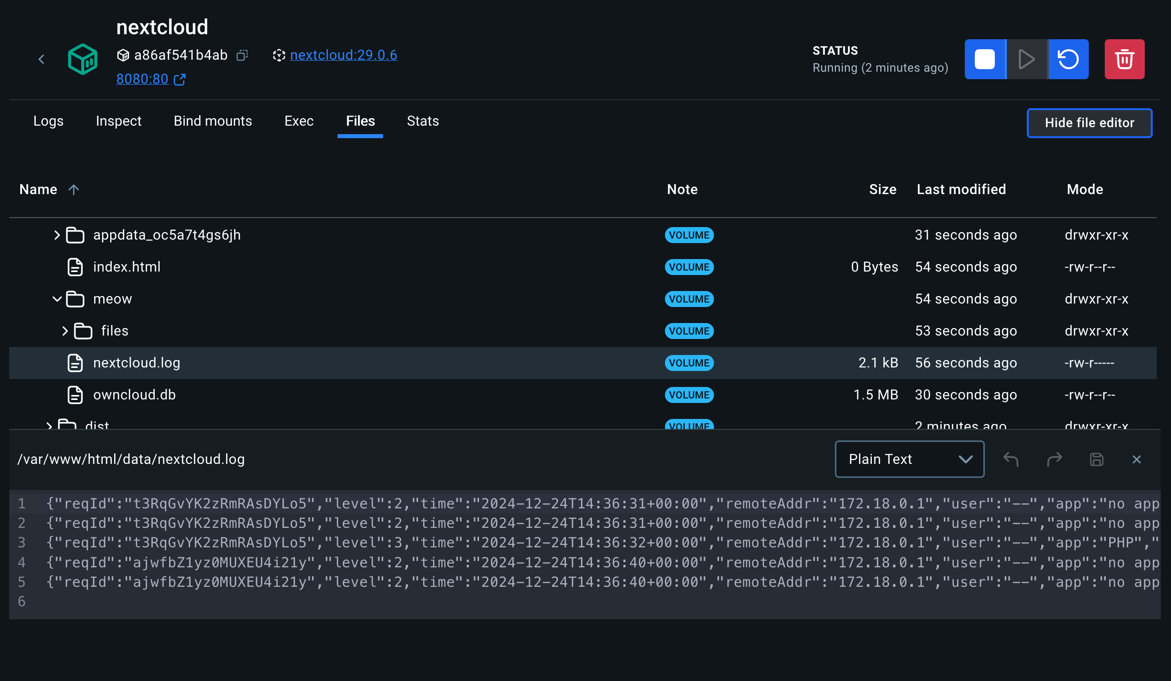 nextcloud
a86af541b4ab nextcloud:29.0.6
8080:80
STATUS
Running (2 minutes ago)
Logs Inspect Bind mounts Exec Files Stats
Hide file editor
Name Note Size Last modified Mode
appdata_oc5a7t4gs6jh VOLUME 31 seconds ago drwxr-xr-x
index.html VOLUME 0 Bytes 54 seconds ago -rw-r--r--
meow VOLUME 54 seconds ago drwxr-xr-x
files VOLUME 53 seconds ago drwxr-xr-x
nextcloud.log VOLUME 2.1 kB 56 seconds ago -rw-r-----
owncloud.db VOLUME 1.5 MB 30 seconds ago -rw-r--r--
dist VOLUME 2 minutes ago drwxr-xr-x
/var/www/html/data/nextcloud.log Plain Text
1 {"reqId":"t3RqGvYK2zRmRAsDYLo5","level":2,"time":"2024-12-24T14:36:31+00:00","remoteAddr":"172.18.0.1","user":"--","app":"no app
2 {"reqId":"t3RqGvYK2zRmRAsDYLo5","level":2,"time":"2024-12-24T14:36:31+00:00","remoteAddr":"172.18.0.1","user":"--","app":"no app
3 {"reqId":"t3RqGvYK2zRmRAsDYLo5","level":3,"time":"2024-12-24T14:36:32+00:00","remoteAddr":"172.18.0.1","user":"--","app":"PHP","
4 {"reqId":"ajwfbZ1yz0MUXEU4i21y","level":2,"time":"2024-12-24T14:36:40+00:00","remoteAddr":"172.18.0.1","user":"--","app":"no app
5 {"reqId":"ajwfbZ1yz0MUXEU4i21y","level":2,"time":"2024-12-24T14:36:40+00:00","remoteAddr":"172.18.0.1","user":"--","app":"no app
6